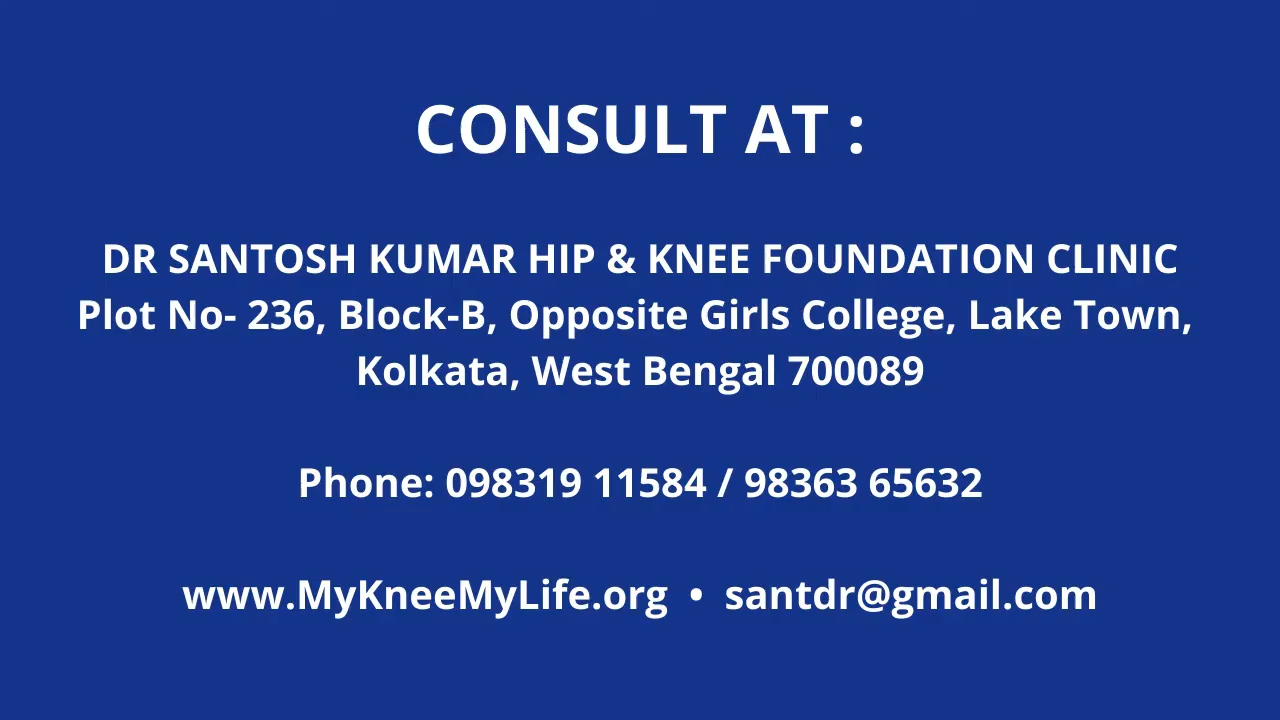 CONSULT AT :
DR SANTOSH KUMAR HIP & KNEE FOUNDATION CLINIC
Plot No- 236, Block-B, Opposite Girls College, Lake Town,
Kolkata, West Bengal 700089
Phone: 098319 11584 / 98363 65632
www.MyKneeMyLife.org • santdr@gmail.com